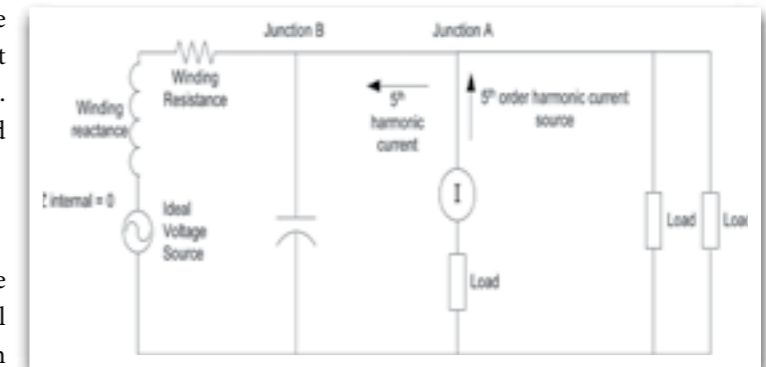 Junction B
Junction A
Winding
Resistance
Winding
reactance
5th
harmonic
current
5th order harmonic current
source
Z internal = 0
Ideal
Voltage
Source
I
Load
Load
Load